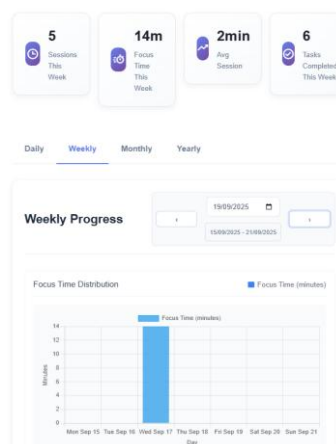 5
Sessions
This
Week
14m
Focus
Time
This
Week
2min
Avg
Session
6
Tasks
Completed
This Week
Daily Weekly Monthly Yearly
Weekly Progress
‹
19/09/2025
15/09/2025 - 21/09/2025
›
Focus Time Distribution
Focus Time (minutes)
Focus Time (minutes)
14
12
10
8
6
4
2
0
Minutes
Mon Sep 15 Tue Sep 16 Wed Sep 17 Thu Sep 18 Fri Sep 19 Sat Sep 20 Sun Sep 21
Day